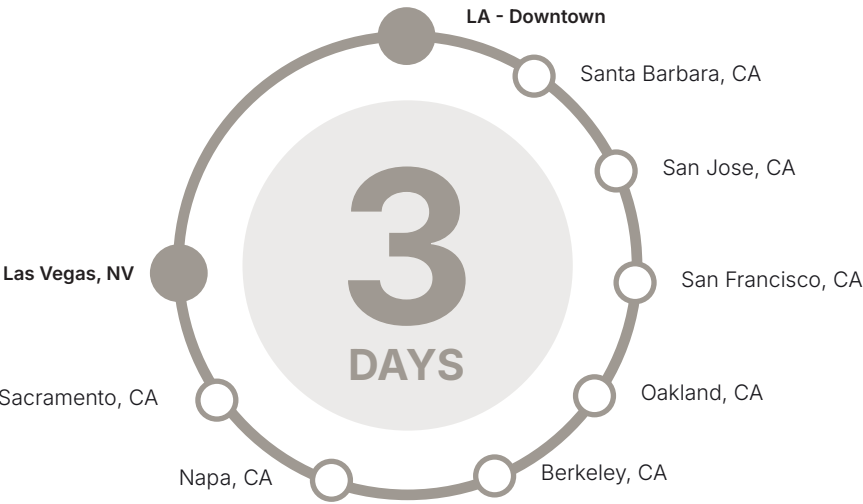 LA - Downtown
Santa Barbara, CA
San Jose, CA
San Francisco, CA
Oakland, CA
Berkeley, CA
Napa, CA
Sacramento, CA
Las Vegas, NV
3
DAYS